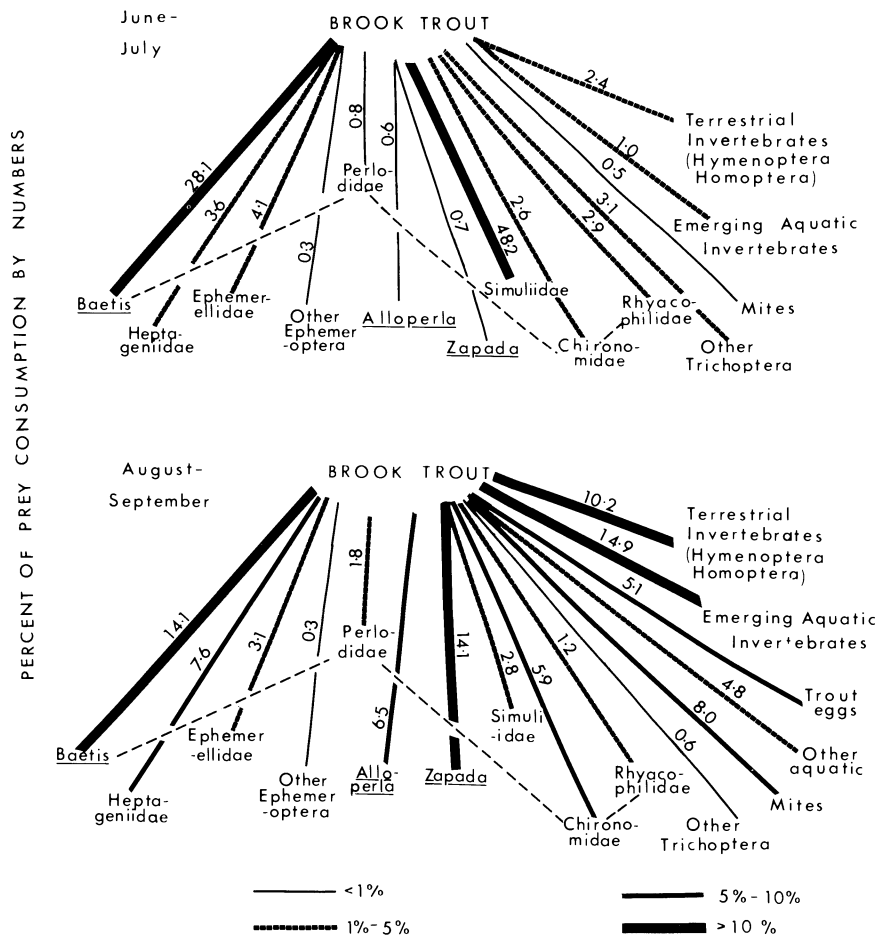 June-
July
BROOK TROUT
PERCENT OF PREY CONSUMPTION BY NUMBERS
28·1
3·6
4·1
0·3
0·8
0·6
0·7
48·2
2·6
2·9
3·1
0·5
1·0
2·4
Perlo-
didae
Terrestrial
Invertebrates
(Hymenoptera
Homoptera)
Emerging Aquatic
Invertebrates
Mites
Baetis
Hepta-
geniidae
Ephemer-
ellidae
Other
Ephemer
-optera
Alloperla
Zapada
Simuliidae
Chirono-
midae
Rhyaco-
philidae
Other
Trichoptera
August-
September
BROOK TROUT
14·1
7·6
3·1
0·3
1·8
6·5
14·1
2·8
5·9
1·2
0·6
8·0
4·8
5·1
14·9
10·2
Perlo-
didae
Terrestrial
Invertebrates
(Hymenoptera
Homoptera)
Emerging Aquatic
Invertebrates
Trout
eggs
Other
aquatic
Mites
Baetis
Hepta-
geniidae
Ephemer
-ellidae
Other
Ephemer
-optera
Allo-
perla
Zapada
Simuli
-idae
Chirono-
midae
Rhyaco-
philidae
Other
Trichoptera
<1%
1%-5%
5%-10%
>10 %